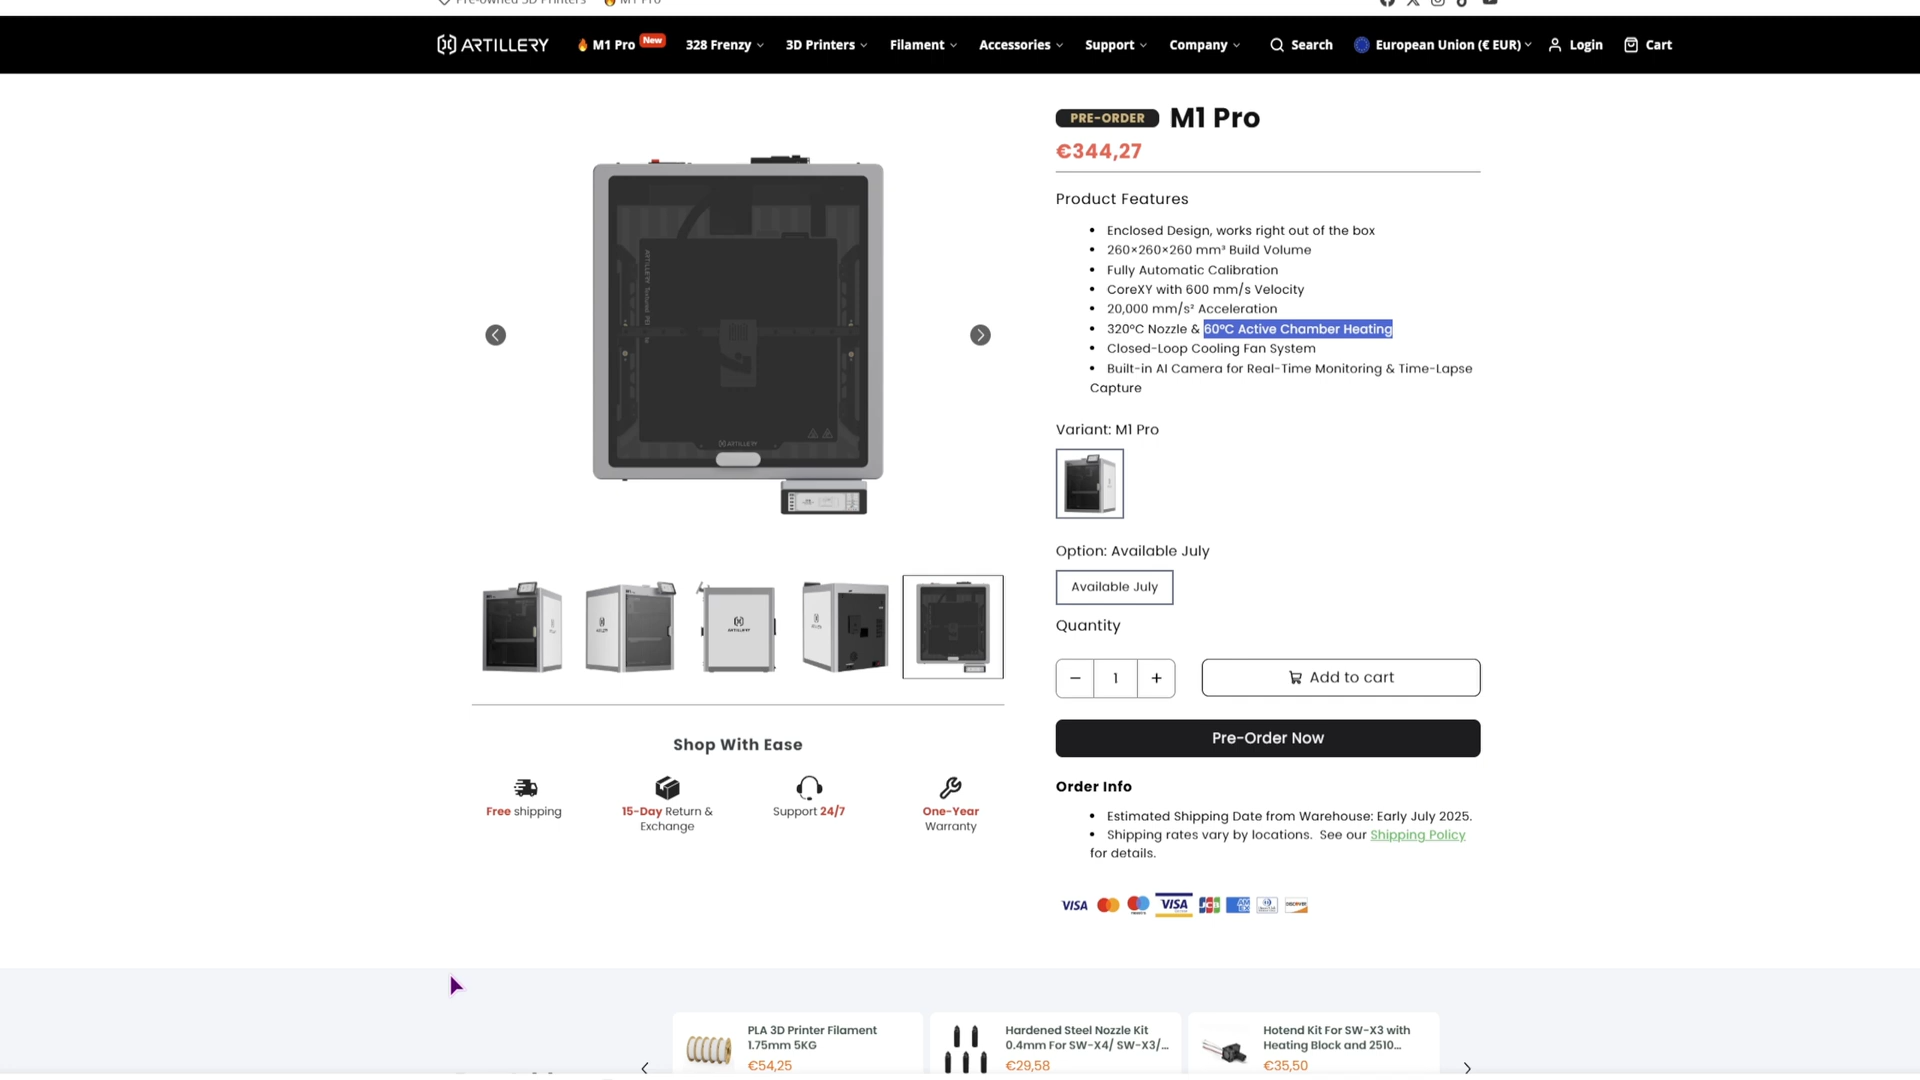 Pre-owned 3D Printers M1 Pro
ARTILLERY M1 Pro New 328 Frenzy 3D Printers Filament Accessories Support Company Search European Union (€ EUR) Login Cart
PRE-ORDER M1 Pro
€344,27
Product Features
• Enclosed Design, works right out of the box
• 260×260×260 mm³ Build Volume
• Fully Automatic Calibration
• CoreXY with 600 mm/s Velocity
• 20,000 mm/s² Acceleration
• 320°C Nozzle & 60°C Active Chamber Heating
• Closed-Loop Cooling Fan System
• Built-in AI Camera for Real-Time Monitoring & Time-Lapse
Capture
ARTILLERY
Variant: M1 Pro
Option: Available July
Available July
Quantity
− 1 + Add to cart
ARTILLERY
Pre-Order Now
Shop With Ease
Free shipping
15-Day Return &
Exchange
Support 24/7
One-Year
Warranty
Order Info
• Estimated Shipping Date from Warehouse: Early July 2025.
• Shipping rates vary by locations. See our Shipping Policy
for details.
VISA VISA JCB AM EX DISCOVER
PLA 3D Printer Filament
1.75mm 5KG
€54,25
Hardened Steel Nozzle Kit
0.4mm For SW-X4/ SW-X3/...
€29,58
Hotend Kit For SW-X3 with
Heating Block and 2510...
€35,50